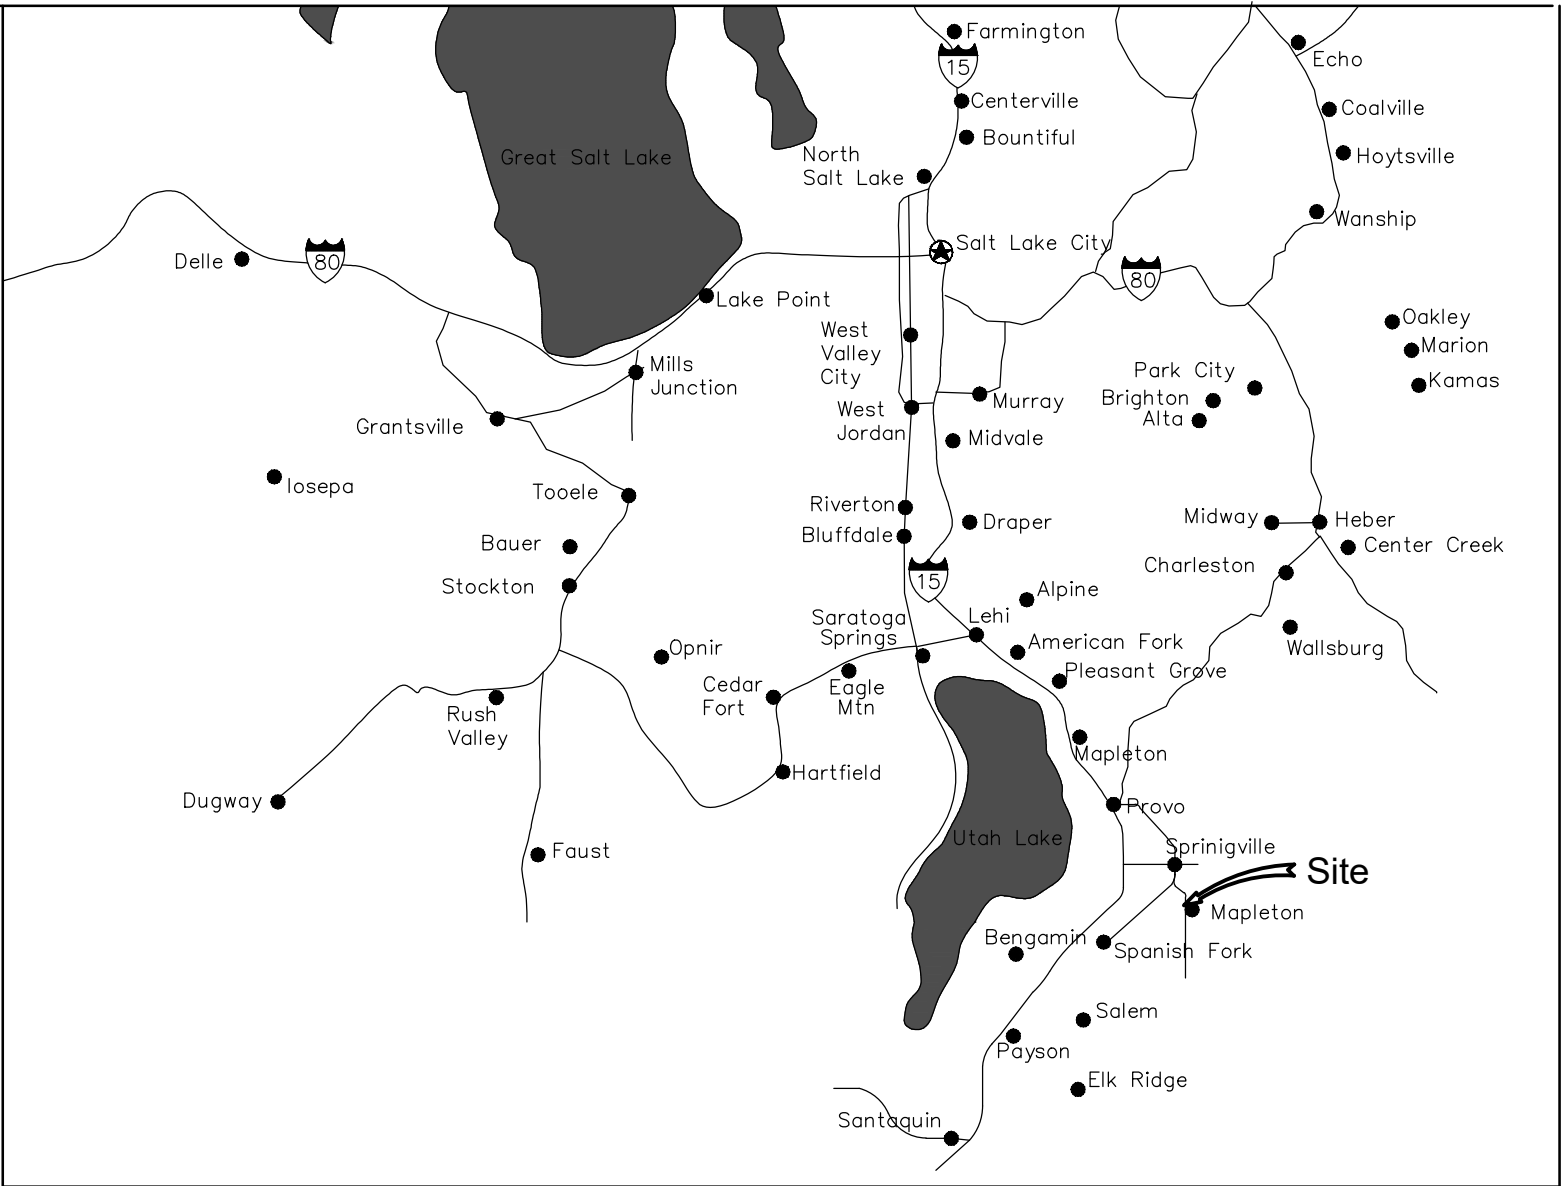 Farmington
15
Echo
Centerville
Coalville
Bountiful
North
Salt Lake
Hoytsville
Great Salt Lake
Wanship
Salt Lake City
Delle
80
80
Lake Point
Oakley
West
Valley
City
Marion
Mills
Junction
Park City
Kamas
Brighton
Alta
Murray
West
Jordan
Grantsville
Midvale
Iosepa
Tooele
Riverton
Draper
Bluffdale
Midway
Heber
Center Creek
Bauer
Stockton
Charleston
15
Alpine
Saratoga
Springs
Lehi
American Fork
Wallsburg
Opnir
Pleasant Grove
Cedar
Fort
Eagle
Mtn
Rush
Valley
Mapleton
Hartfield
Dugway
Provo
Utah Lake
Sprinigville
Faust
Site
Mapleton
Bengamin
Spanish Fork
Salem
Payson
Elk Ridge
Santaquin